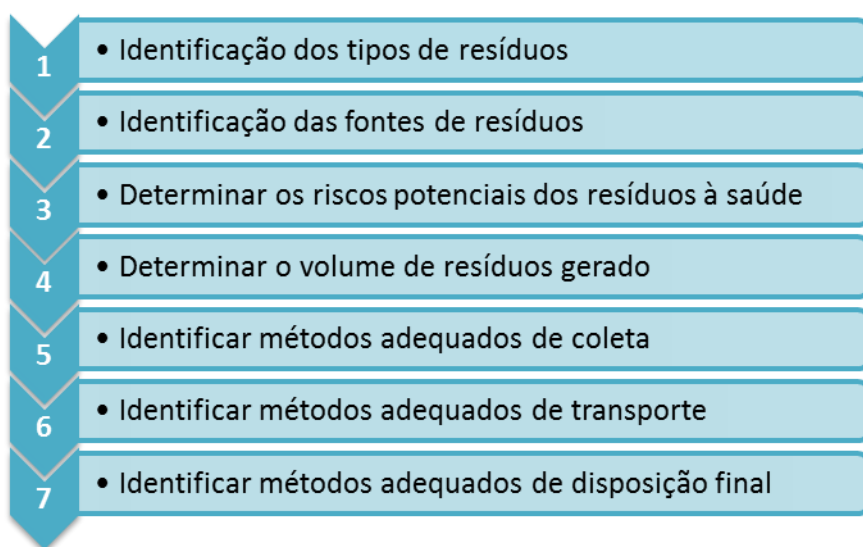 1 • Identificação dos tipos de resíduos
2 • Identificação das fontes de resíduos
3 • Determinar os riscos potenciais dos resíduos à saúde
4 • Determinar o volume de resíduos gerado
5 • Identificar métodos adequados de coleta
6 • Identificar métodos adequados de transporte
7 • Identificar métodos adequados de disposição final